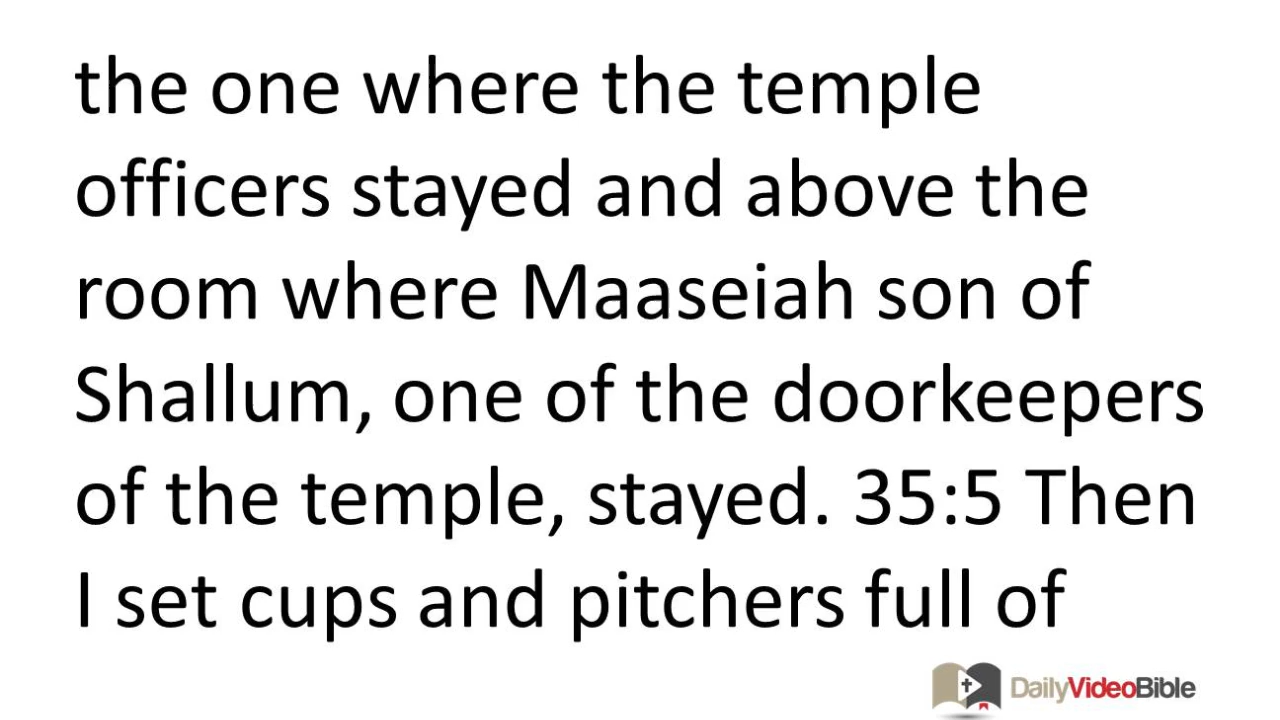 the one where the temple
officers stayed and above the
room where Maaseiah son of
Shallum, one of the doorkeepers
of the temple, stayed. 35:5 Then
I set cups and pitchers full of
DailyVideoBible